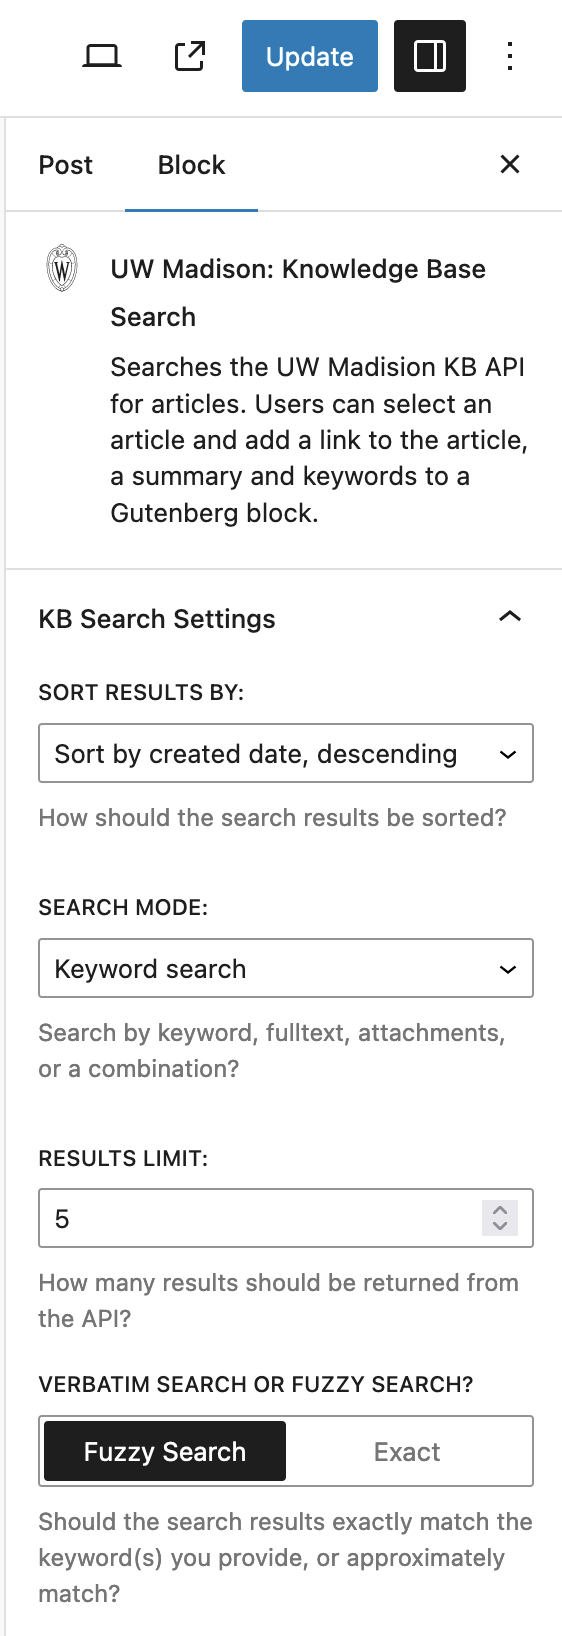 Update
Post
Block
W
UW Madison: Knowledge Base
Search
Searches the UW Madision KB API
for articles. Users can select an
article and add a link to the article,
a summary and keywords to a
Gutenberg block.
KB Search Settings
SORT RESULTS BY:
Sort by created date, descending
How should the search results be sorted?
SEARCH MODE:
Keyword search
Search by keyword, fulltext, attachments,
or a combination?
RESULTS LIMIT:
5
How many results should be returned from
the API?
VERBATIM SEARCH OR FUZZY SEARCH?
Fuzzy Search
Exact
Should the search results exactly match the
keyword(s) you provide, or approximately
match?